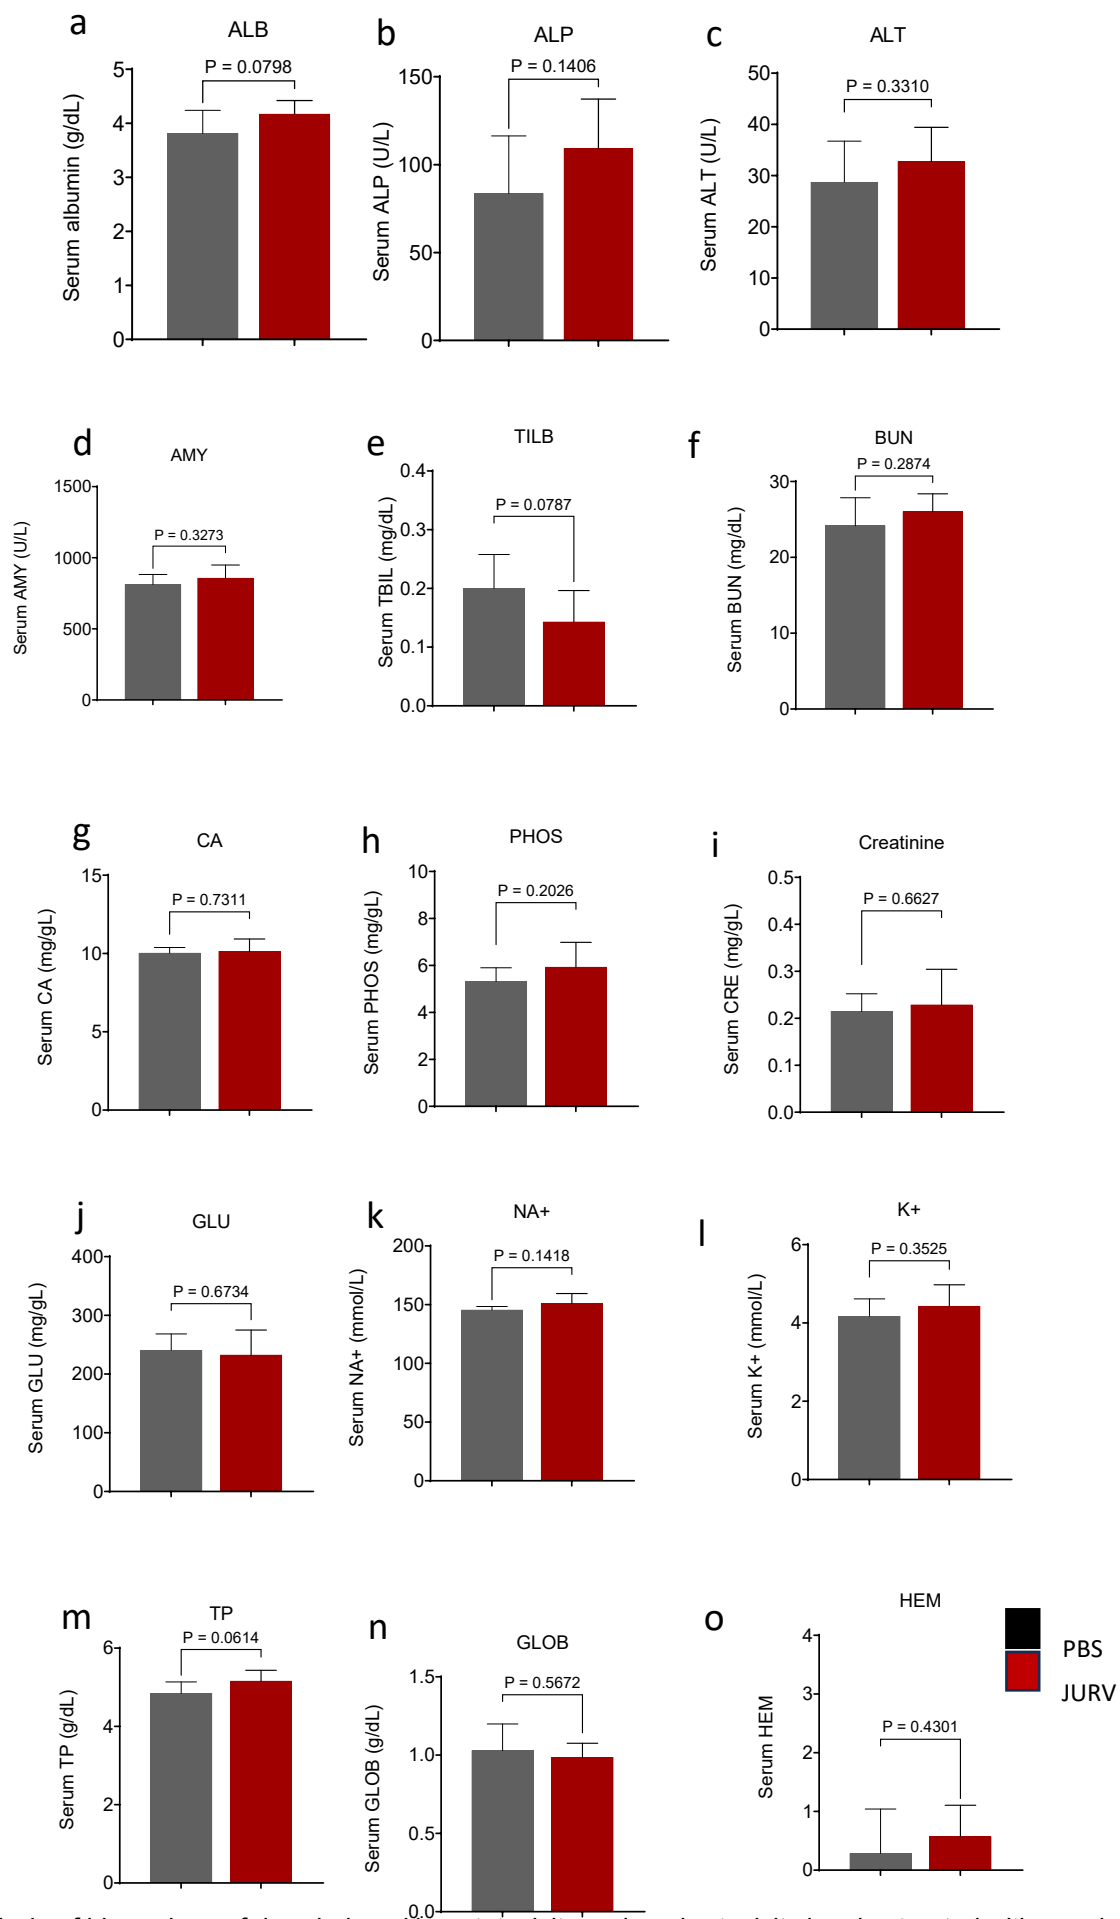 a
ALB
P = 0.0798
Serum albumin (g/dL)
5
4
3
2
1
0
b
ALP
P = 0.1406
Serum ALP (U/L)
150
100
50
0
c
ALT
P = 0.3310
Serum ALT (U/L)
50
40
30
20
10
0
d
AMY
P = 0.3273
Serum AMY (U/L)
1500
1000
500
0
e
TILB
P = 0.0787
Serum TBIL (mg/dL)
0.4
0.3
0.2
0.1
0.0
f
BUN
P = 0.2874
Serum BUN (mg/dL)
30
20
10
0
g
CA
P = 0.7311
Serum CA (mg/gL)
15
10
5
0
h
PHOS
P = 0.2026
Serum PHOS (mg/gL)
10
8
6
4
2
0
i
Creatinine
P = 0.6627
Serum CRE (mg/gL)
0.5
0.4
0.3
0.2
0.1
0.0
j
GLU
P = 0.6734
Serum GLU (mg/gL)
400
300
200
100
0
k
NA+
P = 0.1418
Serum NA+ (mmol/L)
200
150
100
50
0
l
K+
P = 0.3525
Serum K+ (mmol/L)
6
4
2
0
m
TP
P = 0.0614
Serum TP (g/dL)
6
4
2
0
n
GLOB
P = 0.5672
Serum GLOB (g/dL)
1.5
1.0
0.5
0.0
o
HEM
P = 0.4301
Serum HEM
4
3
2
1
0
PBS
JURV